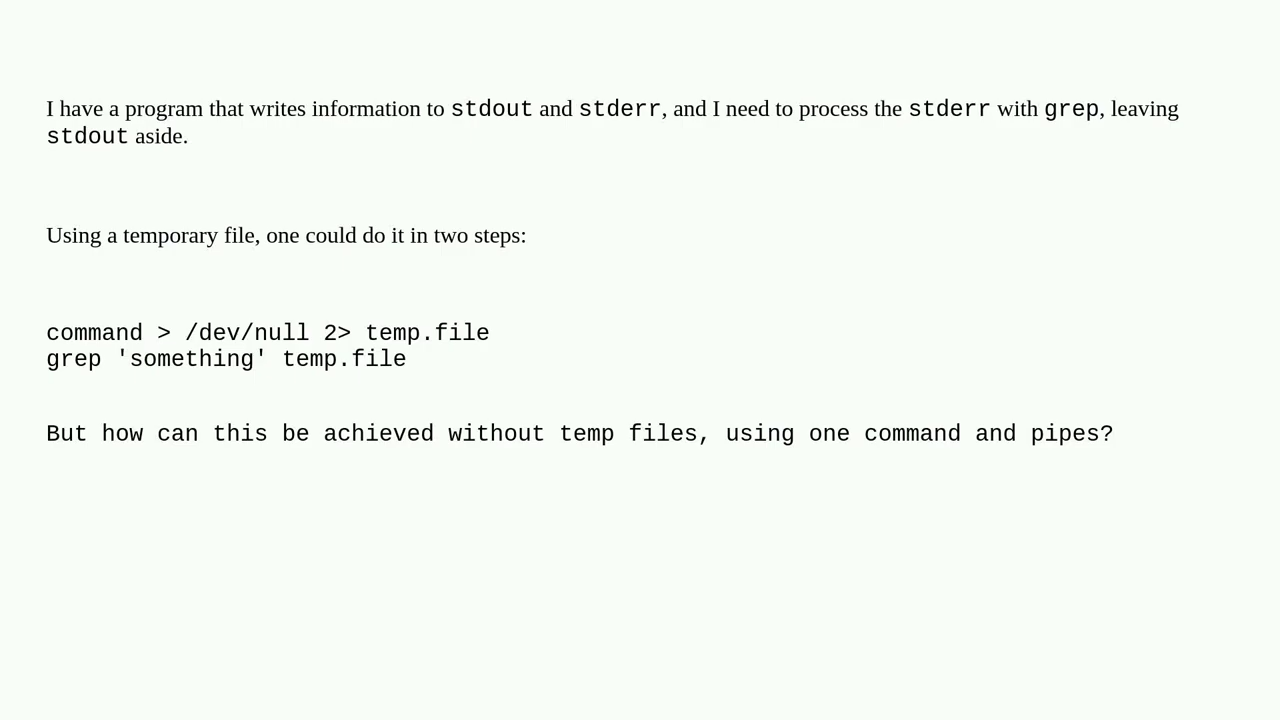 I have a program that writes information to stdout and stderr, and I need to process the stderr with grep, leaving
stdout aside.
Using a temporary file, one could do it in two steps:
command > /dev/null 2> temp.file
grep 'something' temp.file
But how can this be achieved without temp files, using one command and pipes?